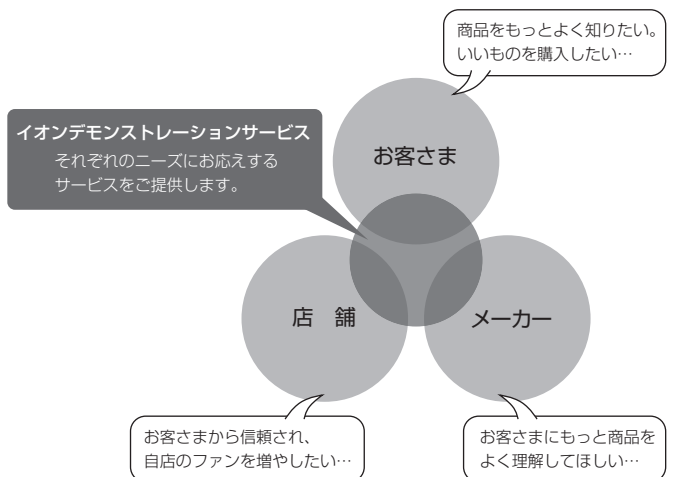 商品をもっとよく知りたい。
いいものを購入したい…
イオンデモンストレーションサービス
それぞれのニーズにお応えする
サービスをご提供します。
お客さま
店　舗
メーカー
お客さまから信頼され、
自店のファンを増やしたい…
お客さまにもっと商品を
よく理解してほしい…